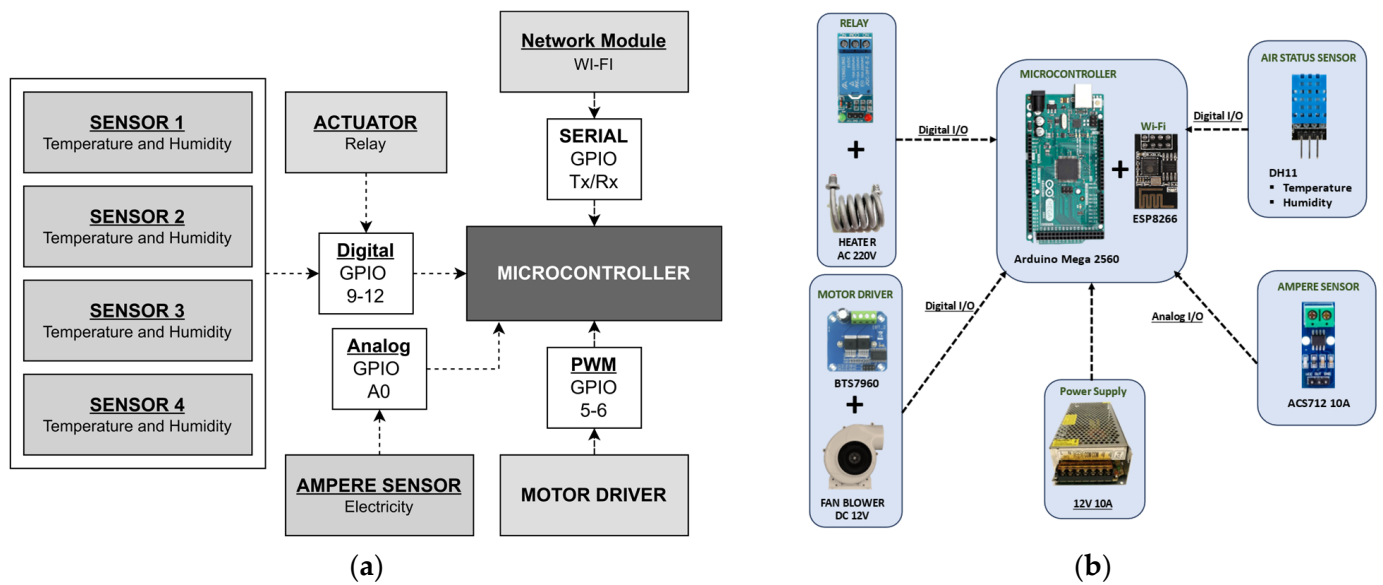 Network Module
WI-FI
SENSOR 1
Temperature and Humidity
SENSOR 2
Temperature and Humidity
SENSOR 3
Temperature and Humidity
SENSOR 4
Temperature and Humidity
ACTUATOR
Relay
SERIAL
GPIO
Tx/Rx
Digital
GPIO
9-12
MICROCONTROLLER
Analog
GPIO
A0
PWM
GPIO
5-6
AMPERE SENSOR
Electricity
MOTOR DRIVER
(a)
RELAY
HEATER
AC 220V
Digital I/O
MICROCONTROLLER
Wi-Fi
ESP8266
Arduino Mega 2560
Digital I/O
AIR STATUS SENSOR
DH11
▪ Temperature
▪ Humidity
MOTOR DRIVER
BTS7960
FAN BLOWER
DC 12V
Digital I/O
Power Supply
12V 10A
Analog I/O
AMPERE SENSOR
ACS712 10A
(b)